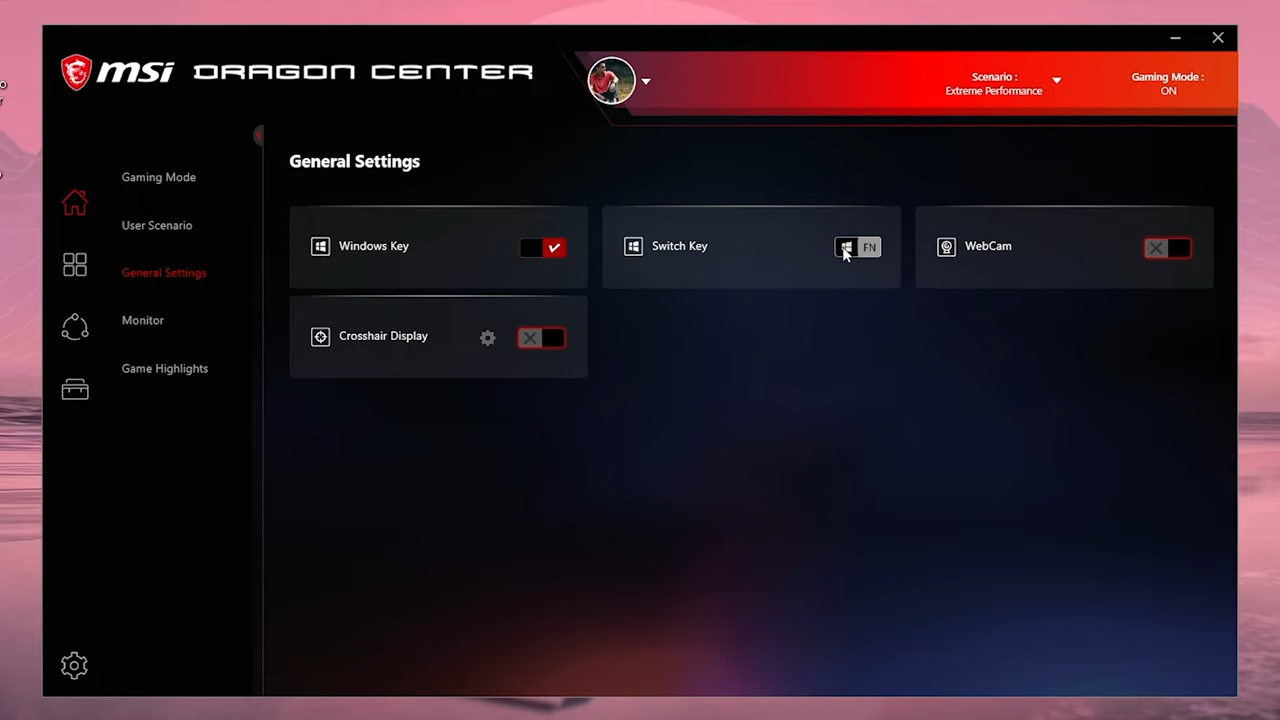 msi DRAGON CENTER
Scenario :
Extreme Performance
Gaming Mode :
ON
Gaming Mode
User Scenario
General Settings
Monitor
Game Highlights
General Settings
Windows Key
Switch Key
FN
WebCam
Crosshair Display